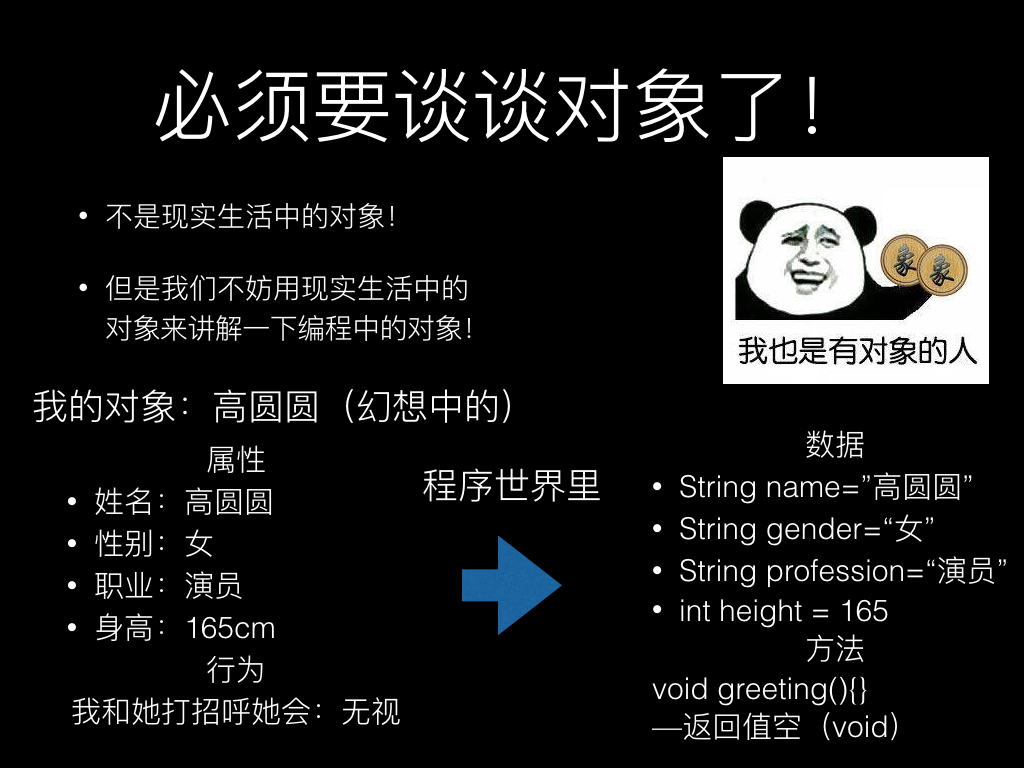 必须要谈谈对象了！
• 不是现实生活中的对象！
• 但是我们不妨用现实生活中的
对象来讲解一下编程中的对象！
象
象
我也是有对象的人
我的对象：高圆圆（幻想中的）
属性
• 姓名：高圆圆
• 性别：女
• 职业：演员
• 身高：165cm
行为
我和她打招呼她会：无视
程序世界里
数据
• String name=”高圆圆”
• String gender=“女”
• String profession=“演员”
• int height = 165
方法
void greeting(){}
—返回值空（void）